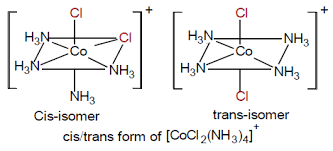 Cl
+
H₃N
Cl
Co
H₃N
NH₃
NH₃
Cis-isomer
Cl
+
H₃N
NH₃
Co
H₃N
NH₃
Cl
trans-isomer
cis/trans form of [CoCl₂(NH₃)₄]⁺